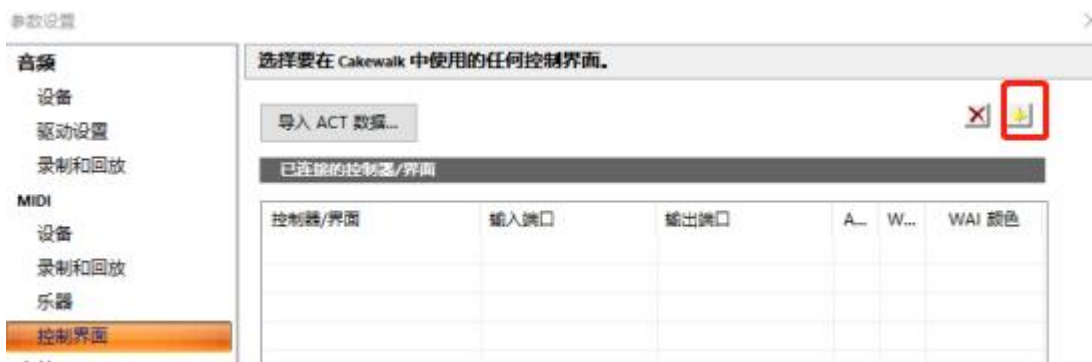 参数设置
音频
设备
驱动设置
录制和回放
MIDI
设备
录制和回放
乐器
控制界面
选择要在 Cakewalk 中使用的任何控制界面。
导入 ACT 数据...
已连接的控制器/界面
控制器/界面 输入端口 输出端口 A... W... WAI 颜色